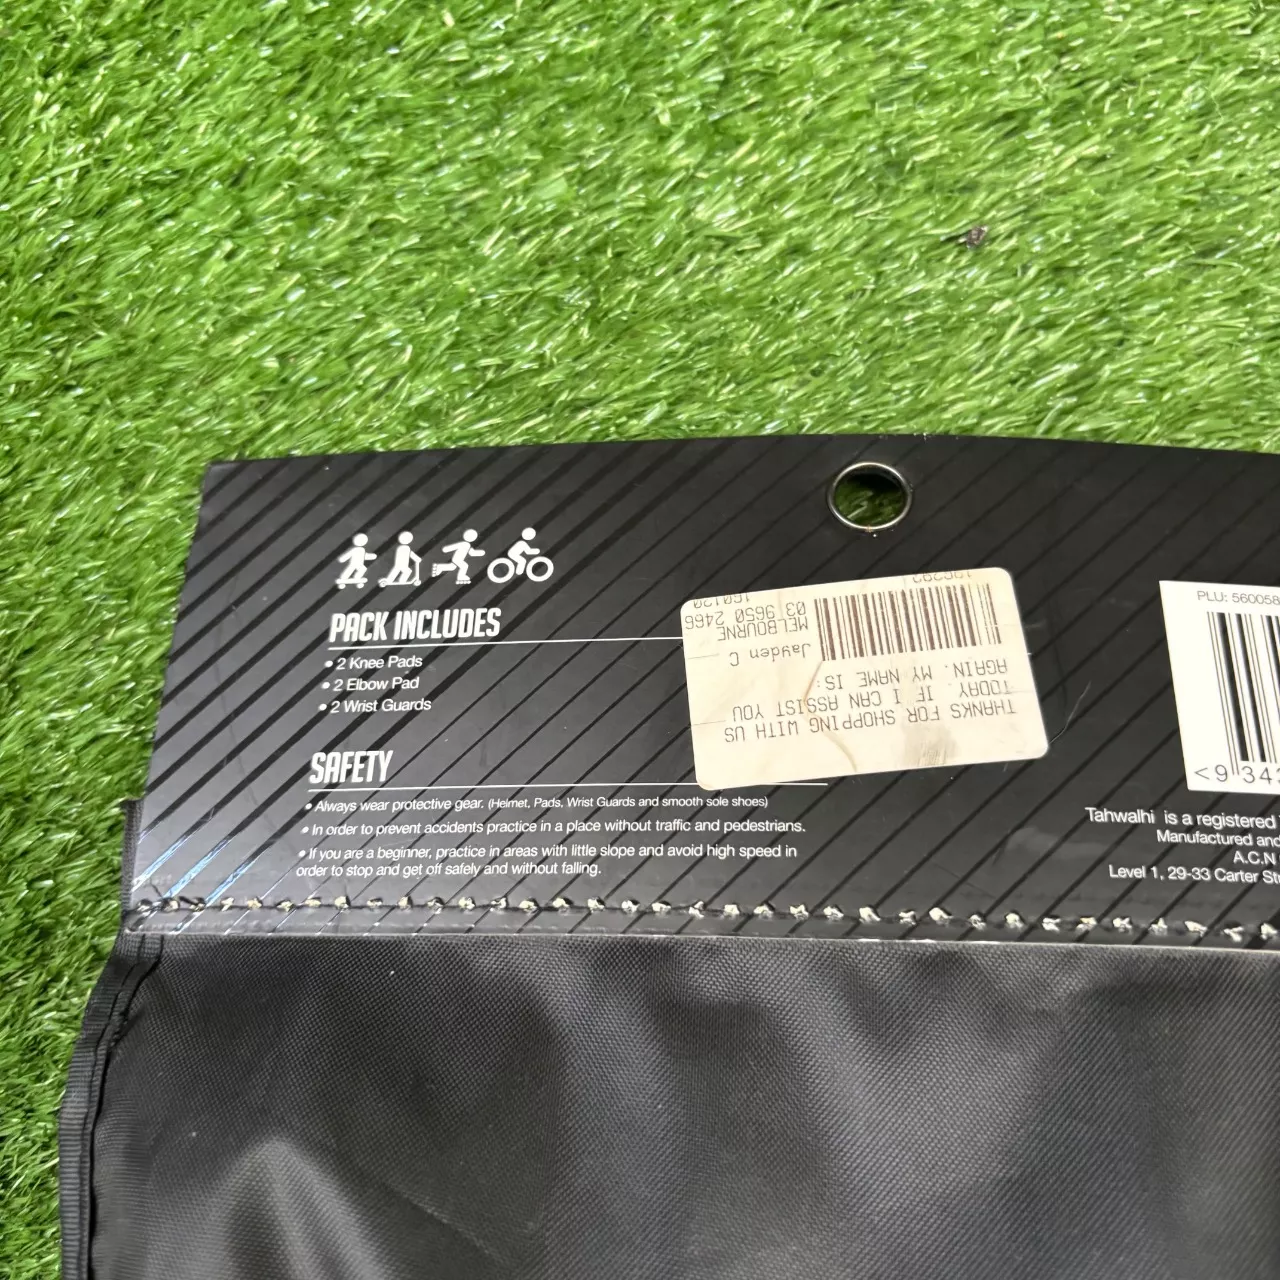 PACK INCLUDES
• 2 Knee Pads
• 2 Elbow Pad
• 2 Wrist Guards
SAFETY
• Always wear protective gear. (Helmet, Pads, Wrist Guards and smooth sole shoes)
• In order to prevent accidents practice in a place without traffic and pedestrians.
• If you are a beginner, practice in areas with little slope and avoid high speed in
order to stop and get off safely and without falling.
THANKS FOR SHOPPING WITH US
TODAY. IF I CAN ASSIST YOU
AGAIN. MY NAME IS:
Jayden C
MELBOURNE
03 9650 2466
160120
PLU: 560058
<9 343
Tahwalhi is a registered
Manufactured and
A.C.N
Level 1, 29-33 Carter